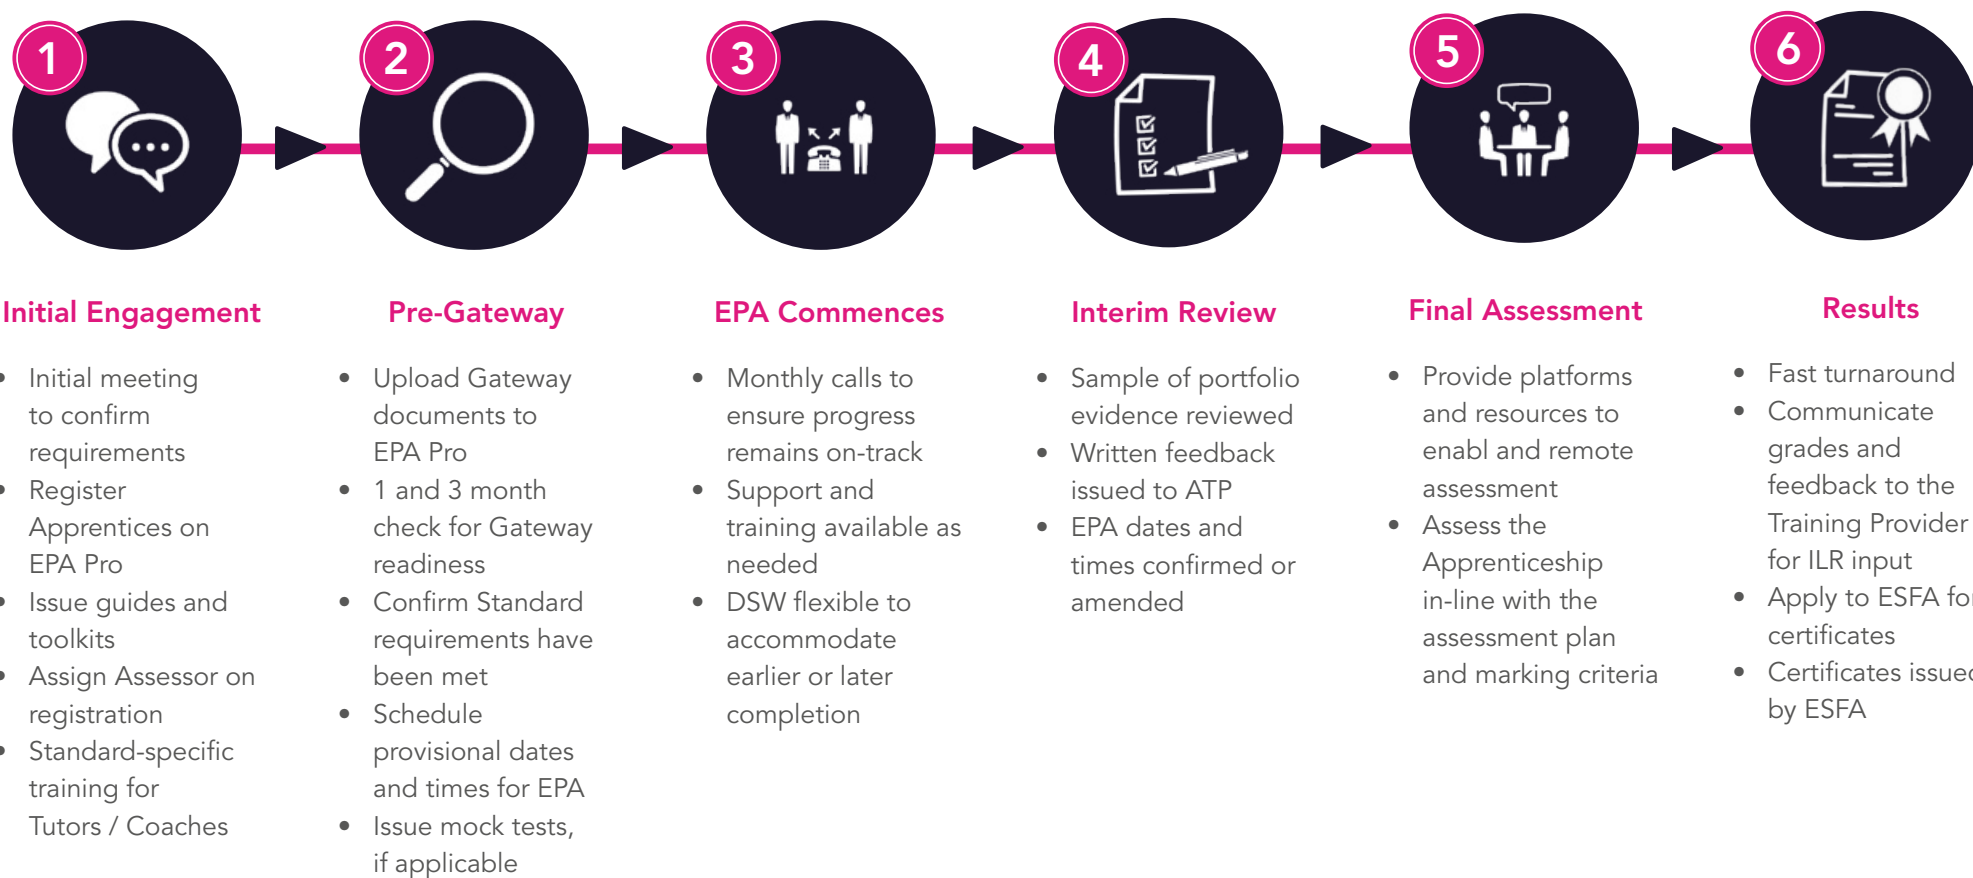 1
Initial Engagement
• Initial meeting
to confirm
requirements
• Register
Apprentices on
EPA Pro
• Issue guides and
toolkits
• Assign Assessor on
registration
• Standard-specific
training for
Tutors / Coaches
2
Pre-Gateway
• Upload Gateway
documents to
EPA Pro
• 1 and 3 month
check for Gateway
readiness
• Confirm Standard
requirements have
been met
• Schedule
provisional dates
and times for EPA
• Issue mock tests,
if applicable
3
EPA Commences
• Monthly calls to
ensure progress
remains on-track
• Support and
training available as
needed
• DSW flexible to
accommodate
earlier or later
completion
4
Interim Review
• Sample of portfolio
evidence reviewed
• Written feedback
issued to ATP
• EPA dates and
times confirmed or
amended
5
Final Assessment
• Provide platforms
and resources to
enabl and remote
assessment
• Assess the
Apprenticeship
in-line with the
assessment plan
and marking criteria
6
Results
• Fast turnaround
• Communicate
grades and
feedback to the
Training Provider
for ILR input
• Apply to ESFA for
certificates
• Certificates issued
by ESFA